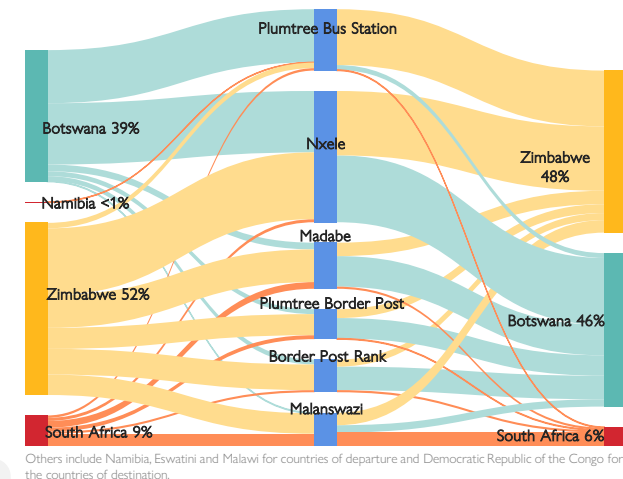 Plumtree Bus Station
Botswana 39%
Nxele
Zimbabwe
48%
Namibia <1%
Madabe
Zimbabwe 52%
Plumtree Border Post
Botswana 46%
Border Post Rank
Malanswazi
South Africa 9%
South Africa 6%
Others include Namibia, Eswatini and Malawi for countries of departure and Democratic Republic of the Congo for
the countries of destination.